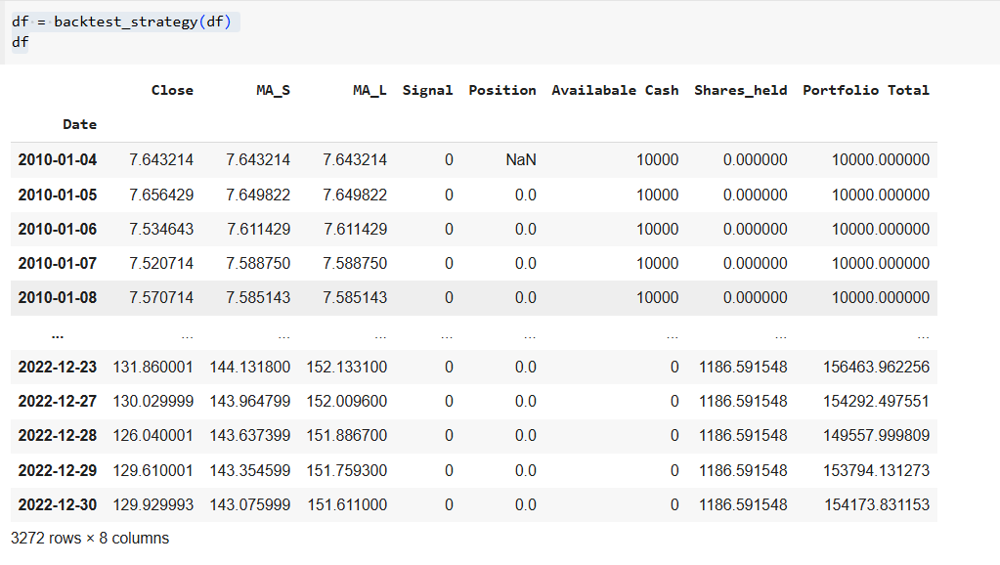 df = backtest_strategy(df)
df
Close MA_S MA_L Signal Position Availabale Cash Shares_held Portfolio Total
Date
2010-01-04 7.643214 7.643214 7.643214 0 NaN 10000 0.000000 10000.000000
2010-01-05 7.656429 7.649822 7.649822 0 0.0 10000 0.000000 10000.000000
2010-01-06 7.534643 7.611429 7.611429 0 0.0 10000 0.000000 10000.000000
2010-01-07 7.520714 7.588750 7.588750 0 0.0 10000 0.000000 10000.000000
2010-01-08 7.570714 7.585143 7.585143 0 0.0 10000 0.000000 10000.000000
... ... ... ... ... ... ... ... ...
2022-12-23 131.860001 144.131800 152.133100 0 0.0 0 1186.591548 156463.962256
2022-12-27 130.029999 143.964799 152.009600 0 0.0 0 1186.591548 154292.497551
2022-12-28 126.040001 143.637399 151.886700 0 0.0 0 1186.591548 149557.999809
2022-12-29 129.610001 143.354599 151.759300 0 0.0 0 1186.591548 153794.131273
2022-12-30 129.929993 143.075999 151.611000 0 0.0 0 1186.591548 154173.831153
3272 rows × 8 columns